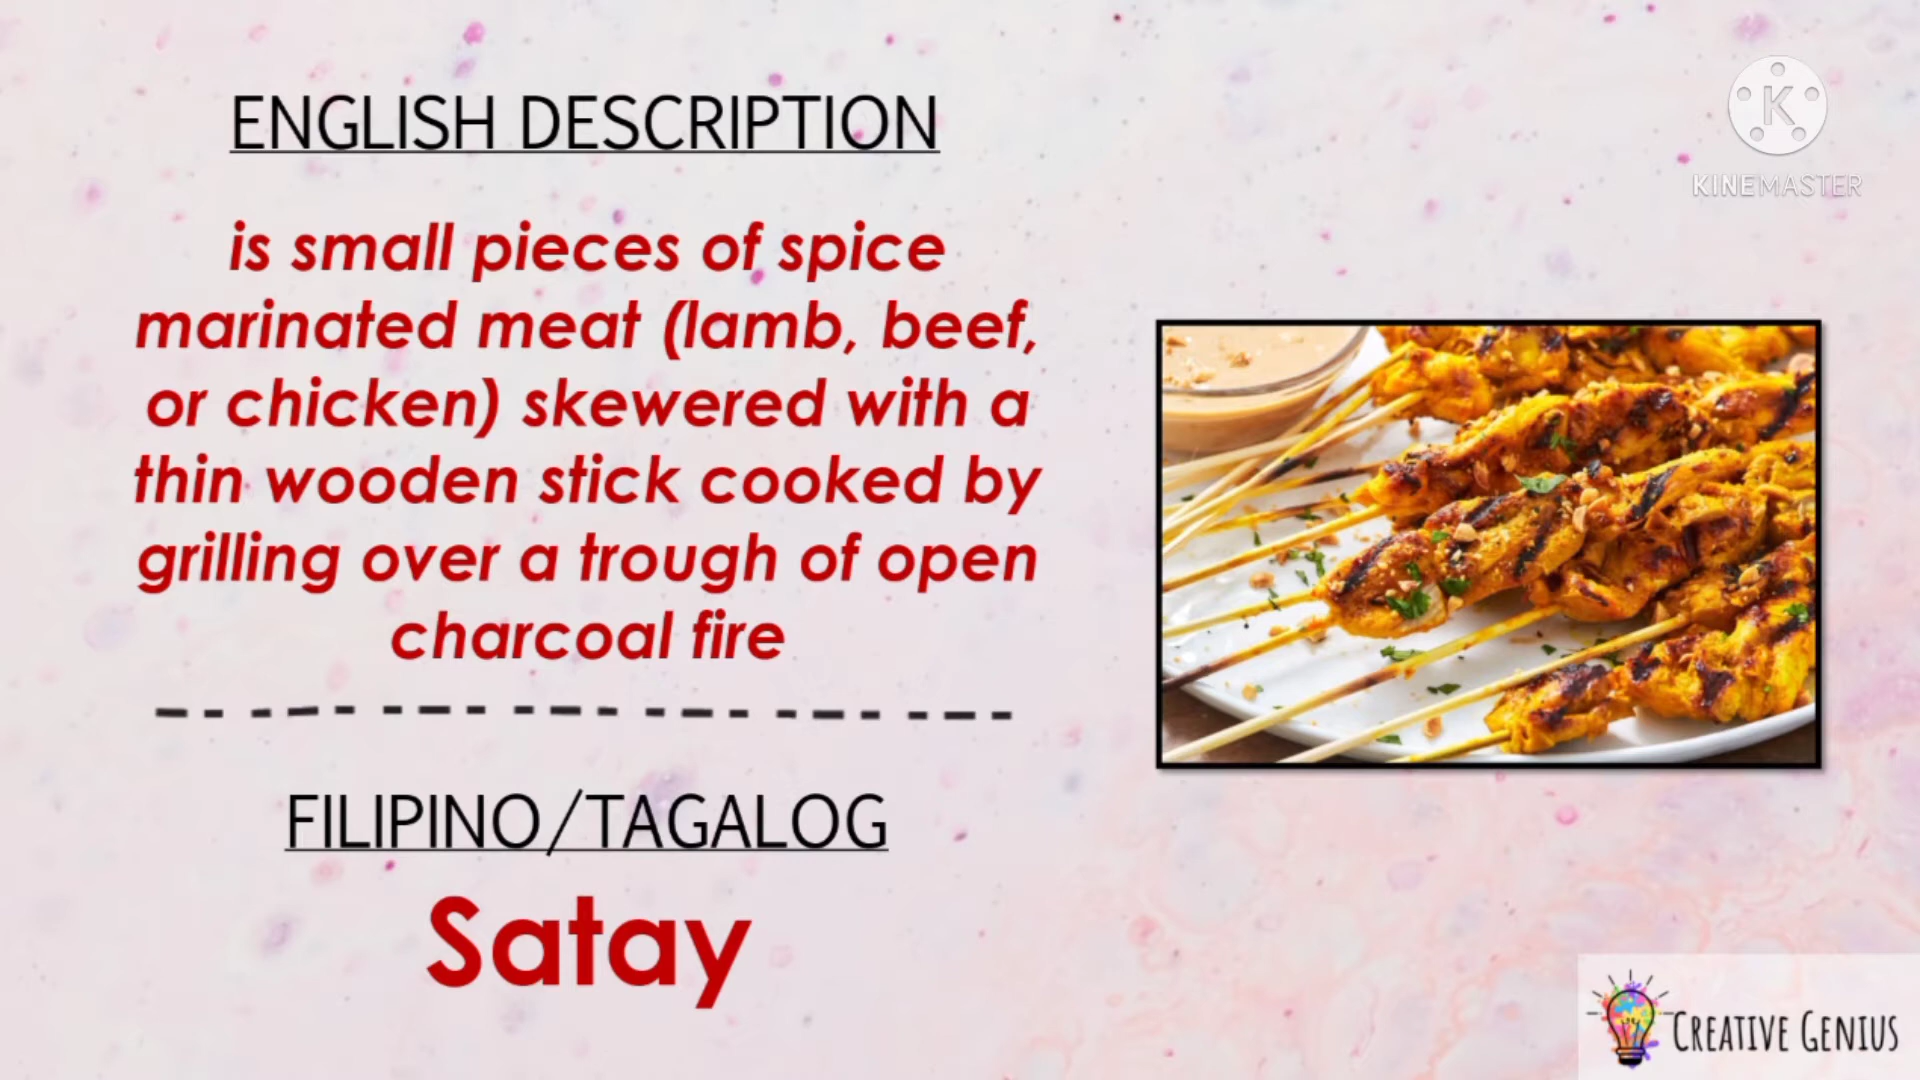 ENGLISH DESCRIPTION
is small pieces of spice
marinated meat (lamb, beef,
or chicken) skewered with a
thin wooden stick cooked by
grilling over a trough of open
charcoal fire
FILIPINO/TAGALOG
Satay
K
KINEMASTER
CREATIVE GENIUS